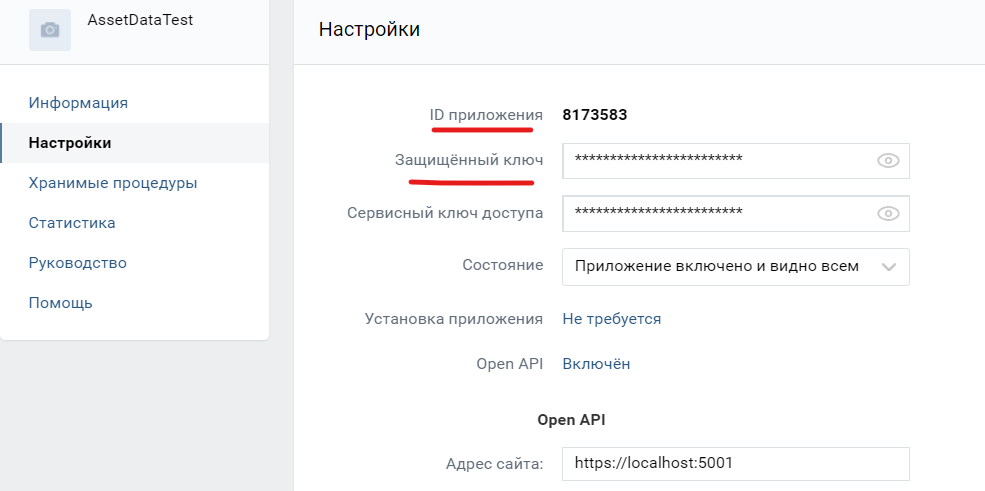 AssetDataTest
Информация
Настройки
Хранимые процедуры
Статистика
Руководство
Помощь
Настройки
ID приложения 8173583
Защищённый ключ ************************
Сервисный ключ доступа ************************
Состояние Приложение включено и видно всем
Установка приложения Не требуется
Open API Включён
Open API
Адрес сайта: https://localhost:5001